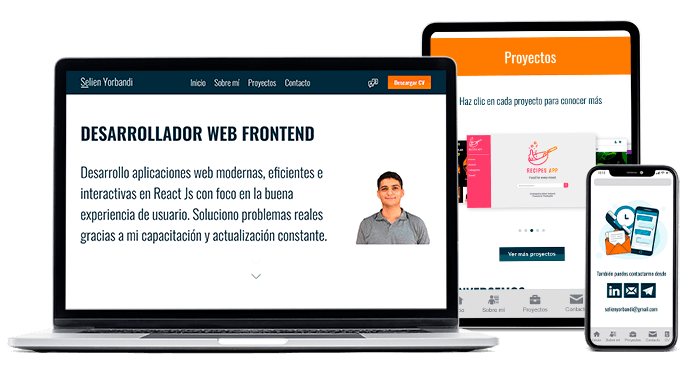 Selien Yorbandi
Inicio Sobre mí Proyectos Contacto
Descargar CV
DESARROLLADOR WEB FRONTEND
Desarrollo aplicaciones web modernas, eficientes e
interactivas en React Js con foco en la buena
experiencia de usuario. Soluciono problemas reales
gracias a mi capacitación y actualización constante.
Proyectos
Haz clic en cada proyecto para conocer más
RECIPES APP
Ver más proyectos
Sobre mí Proyectos Contacto
También puedes contactarme desde
in
selienyorbandi@gmail.com
Inicio Sobre mí Proyectos Contacto CV